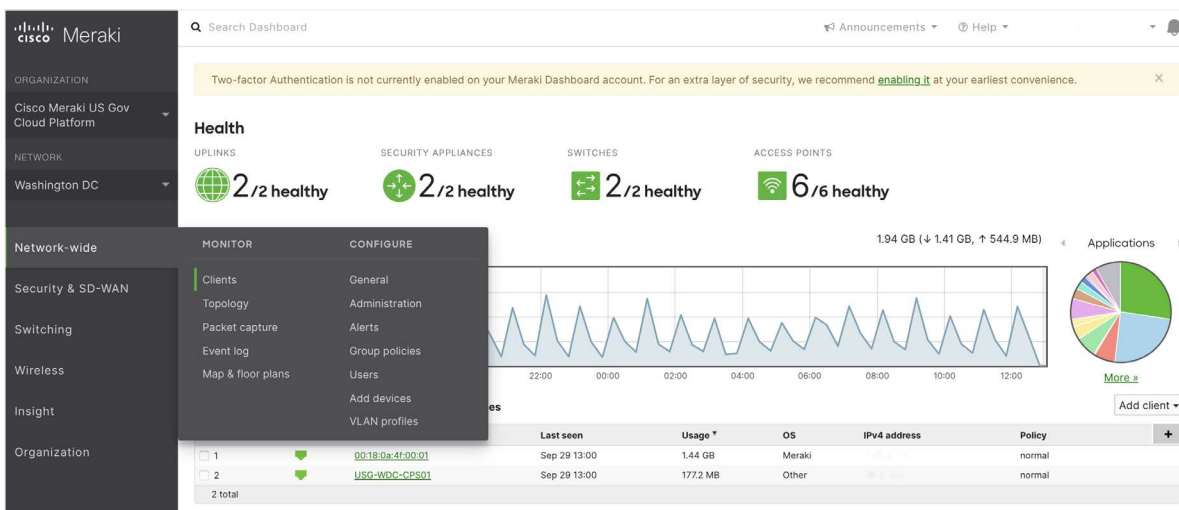 cisco Meraki
Search Dashboard
Announcements
Help
Two-factor Authentication is not currently enabled on your Meraki Dashboard account. For an extra layer of security, we recommend enabling it at your earliest convenience.
ORGANIZATION
Cisco Meraki US Gov
Cloud Platform
NETWORK
Washington DC
Network-wide
Security & SD-WAN
Switching
Wireless
Insight
Organization
Health
UPLINKS SECURITY APPLIANCES SWITCHES ACCESS POINTS
2/2 healthy 2/2 healthy 2/2 healthy 6/6 healthy
MONITOR CONFIGURE
Clients General
Topology Administration
Packet capture Alerts
Event log Group policies
Map & floor plans Users
Add devices
VLAN profiles
1.94 GB (↓ 1.41 GB, ↑ 544.9 MB) Applications
22:00 00:00 02:00 04:00 06:00 08:00 10:00 12:00
More »
es
Add client
Last seen Usage OS IPv4 address Policy +
1 00:18:0a:4f:00:01 Sep 29 13:00 1.44 GB Meraki normal
2 USG-WDC-CPS01 Sep 29 13:00 177.2 MB Other normal
2 total